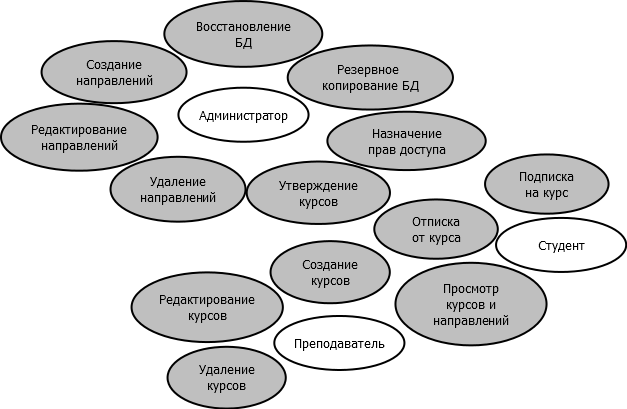 Восстановление
БД
Создание
направлений
Резервное
копирование БД
Администратор
Редактирование
направлений
Назначение
прав доступа
Удаление
направлений
Утверждение
курсов
Подписка
на курс
Отписка
от курса
Студент
Создание
курсов
Редактирование
курсов
Просмотр
курсов и
направлений
Преподаватель
Удаление
курсов